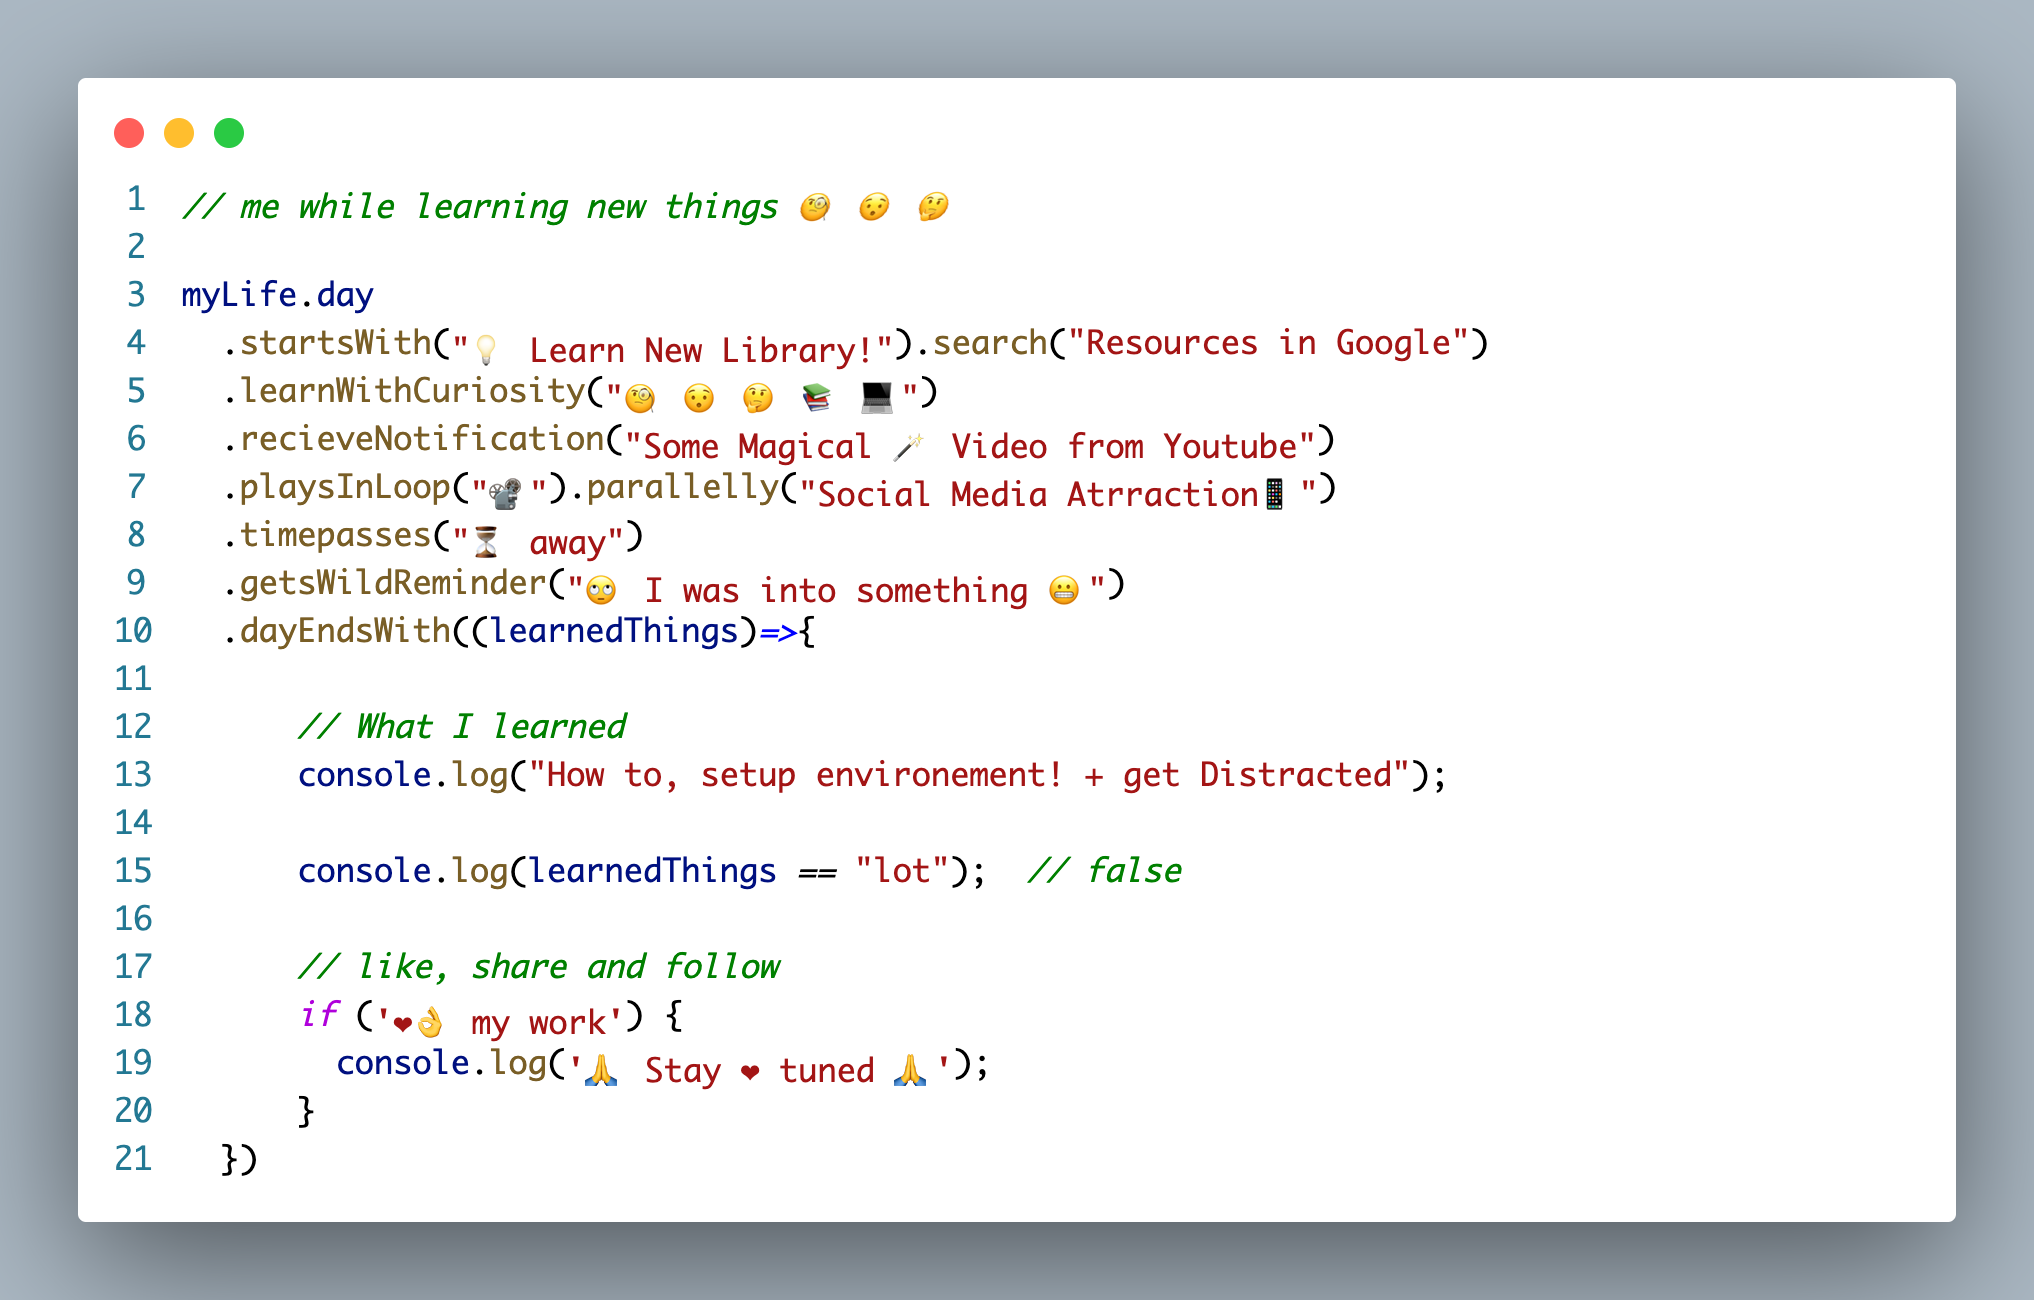 1 // me while learning new things 🧐 😯 🤔
2
3 myLife.day
4   .startsWith("💡 Learn New Library!").search("Resources in Google")
5   .learnWithCuriosity("🧐 😯 🤔 📚 💻")
6   .recieveNotification("Some Magical 🪄 Video from Youtube")
7   .playsInLoop("📽").parallelly("Social Media Atrraction📱")
8   .timepasses("⏳ away")
9   .getsWildReminder("🙄 I was into something 😬")
10   .dayEndsWith((learnedThings)=>{
11
12       // What I learned
13       console.log("How to, setup environement! + get Distracted");
14
15       console.log(learnedThings == "lot");  // false
16
17       // like, share and follow
18       if ('❤👌 my work') {
19         console.log('🙏 Stay ❤ tuned 🙏');
20       }
21   })